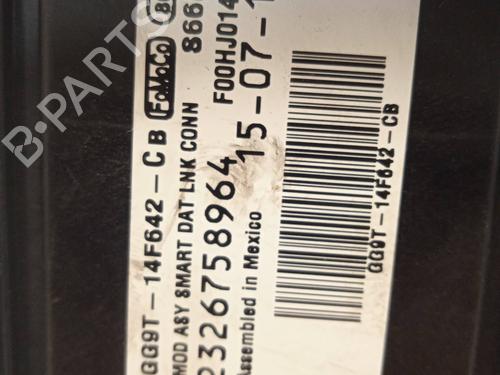 B-PARTS
GG9T-14F642-CB FoMoCo
MOD ASY SMART DAT LNK CONN 866
F00HJ014
2326758964 15-07-
Assembled in Mexico
GG9T-14F642-CB